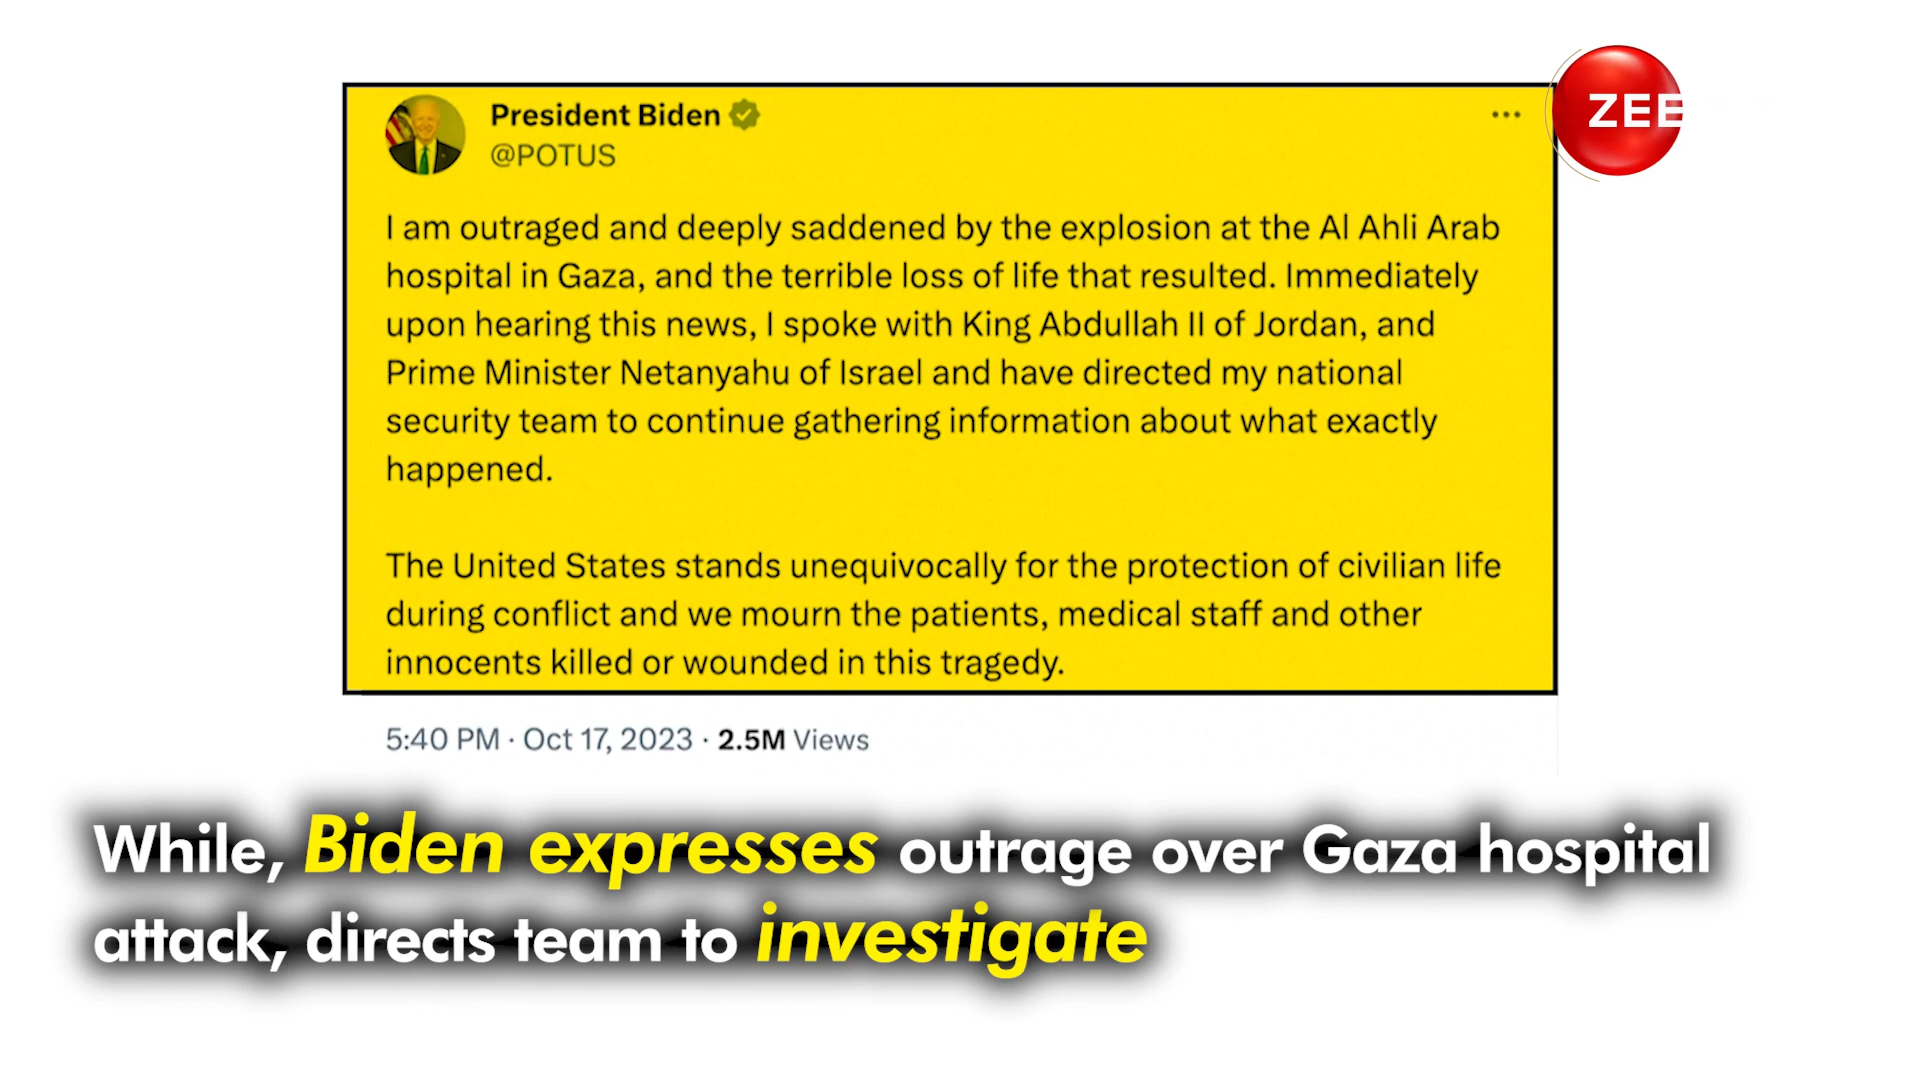 President Biden
@POTUS
ZEE
I am outraged and deeply saddened by the explosion at the Al Ahli Arab
hospital in Gaza, and the terrible loss of life that resulted. Immediately
upon hearing this news, I spoke with King Abdullah II of Jordan, and
Prime Minister Netanyahu of Israel and have directed my national
security team to continue gathering information about what exactly
happened.
The United States stands unequivocally for the protection of civilian life
during conflict and we mourn the patients, medical staff and other
innocents killed or wounded in this tragedy.
5:40 PM · Oct 17, 2023 · 2.5M Views
While, Biden expresses outrage over Gaza hospital
attack, directs team to investigate